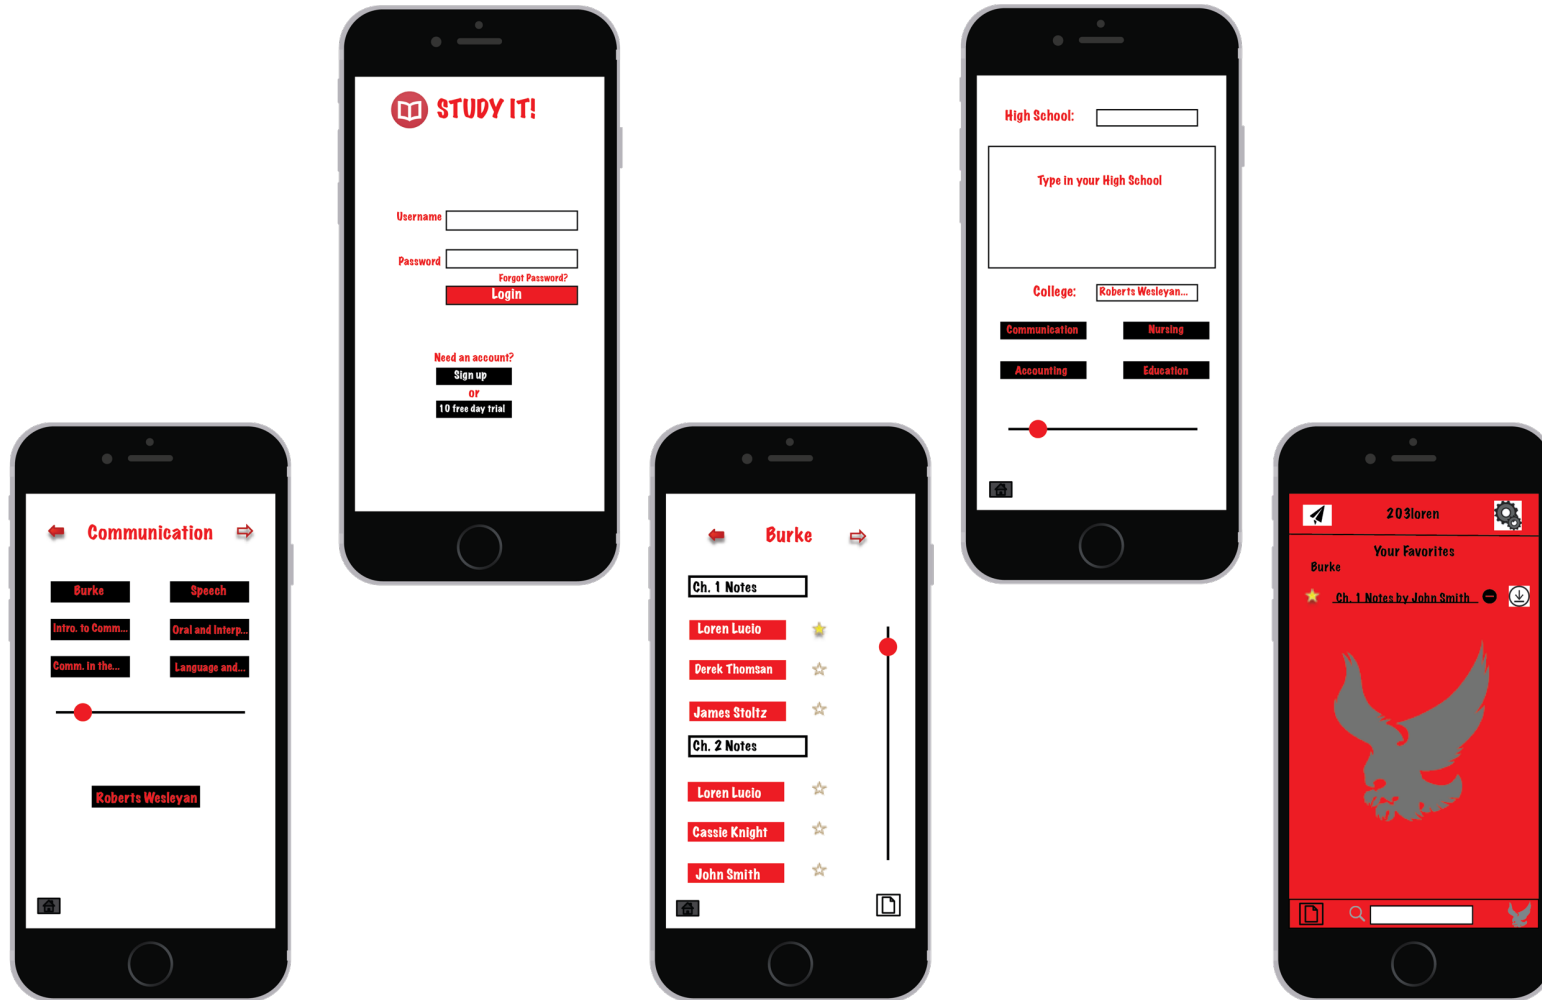 STUDY IT!
Username
Password
Forgot Password?
Login
Need an account?
Sign up
or
10 free day trial
High School:
Type in your High School
College:
Roberts Wesleyan...
Communication
Nursing
Accounting
Education
Communication
Burke
Speech
Intro. to Comm...
Oral and Interp...
Comm. in the...
Language and...
Roberts Wesleyan
Burke
Ch. 1 Notes
Loren Lucio
Derek Thomsan
James Stoltz
Ch. 2 Notes
Loren Lucio
Cassie Knight
John Smith
203loren
Your Favorites
Burke
Ch. 1 Notes by John Smith